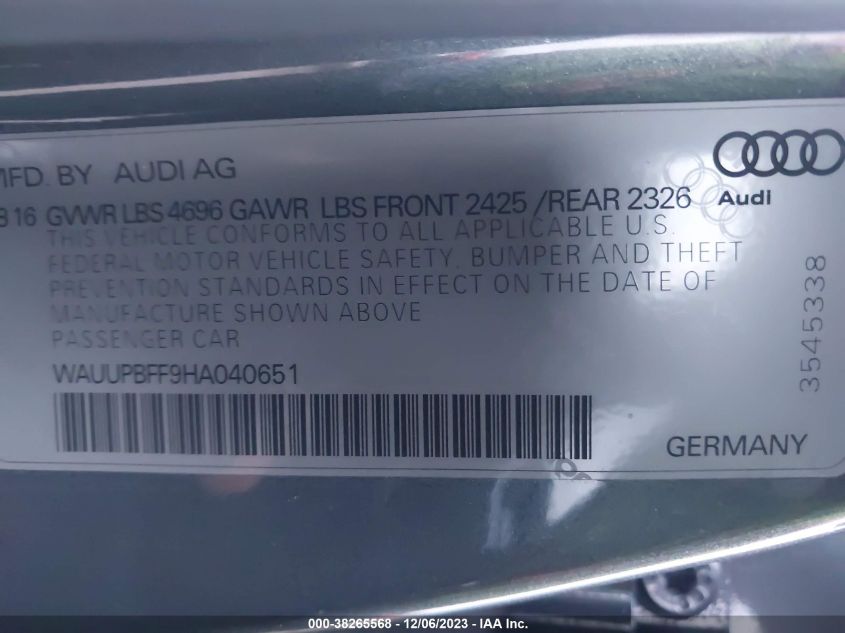 MFD. BY AUDI AG
16 GVWR LBS 4696 GAWR LBS FRONT 2425 /REAR 2326
Audi
THIS VEHICLE CONFORMS TO ALL APPLICABLE U.S.
FEDERAL MOTOR VEHICLE SAFETY, BUMPER AND THEFT
PREVENTION STANDARDS IN EFFECT ON THE DATE OF
MANUFACTURE SHOWN ABOVE
PASSENGER CAR
WAUUPBFF9HA040651
3545338
GERMANY
000-38265568 - 12/06/2023 - IAA Inc.